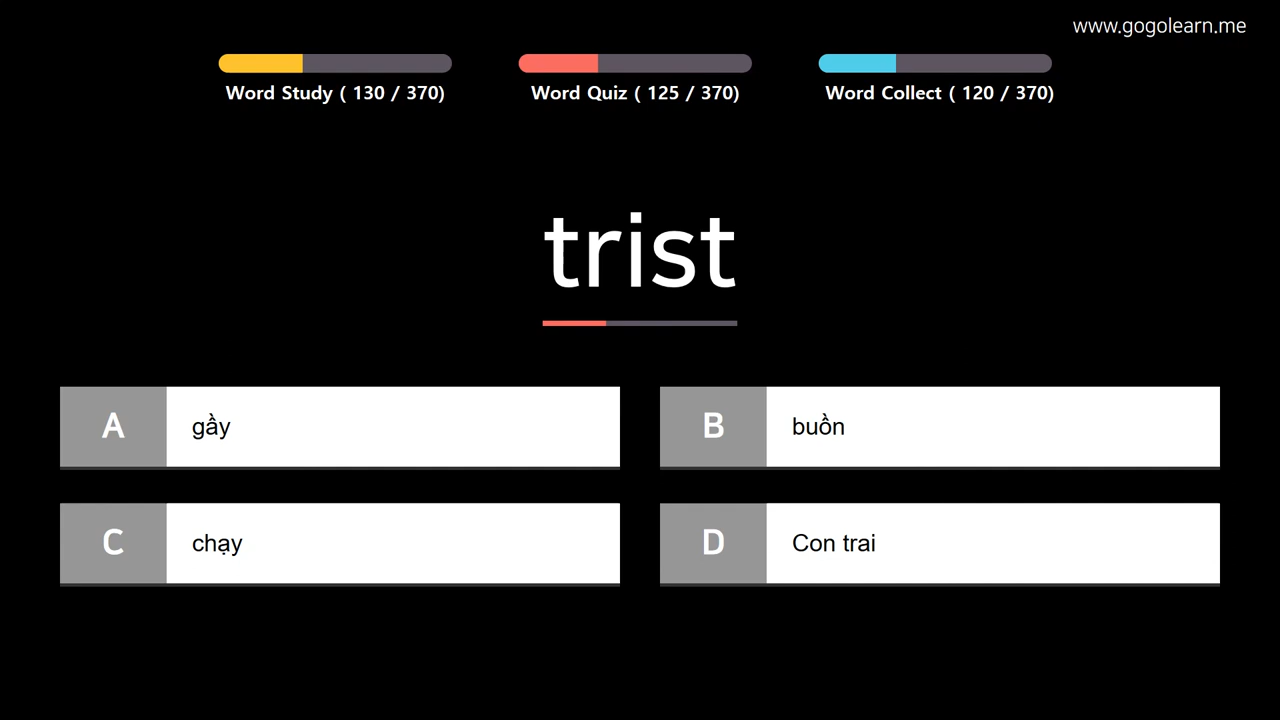 www.gogolearn.me
Word Study ( 130 / 370)
Word Quiz ( 125 / 370)
Word Collect ( 120 / 370)
trist
A gầy
B buồn
C chạy
D Con trai